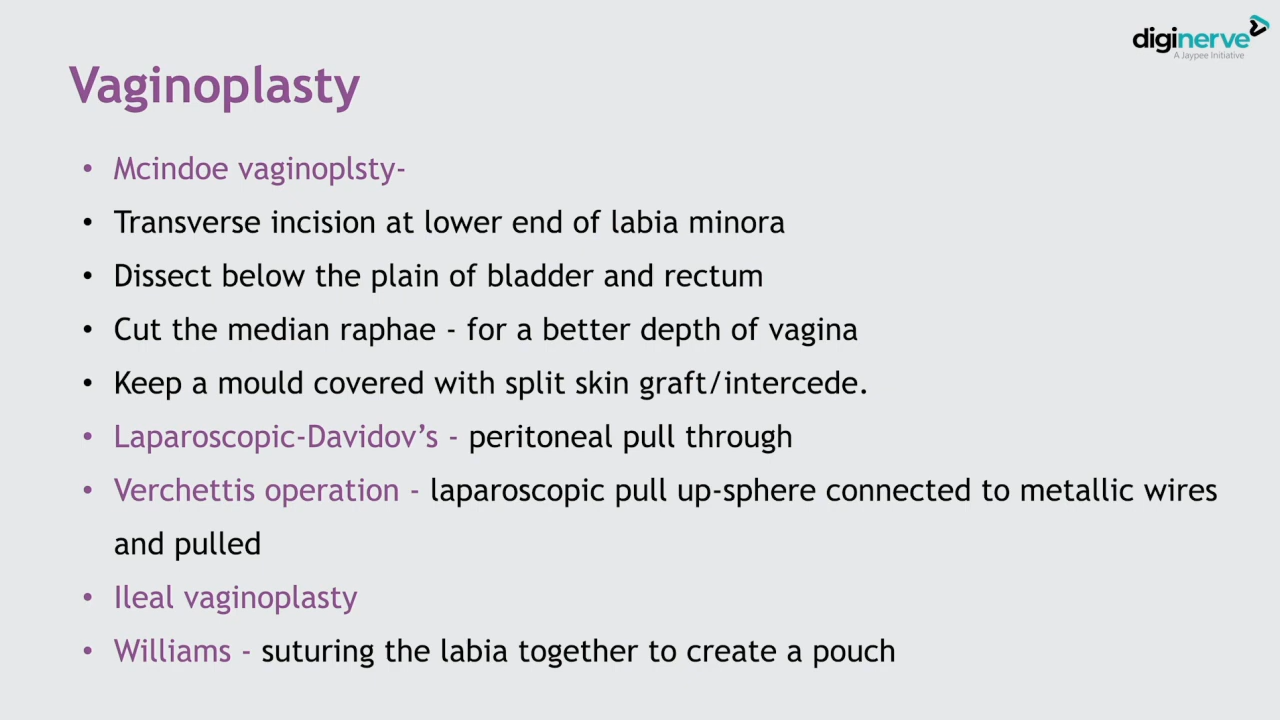 diginerve
A Jaypee Initiative
Vaginoplasty
• Mcindoe vaginoplsty-
• Transverse incision at lower end of labia minora
• Dissect below the plain of bladder and rectum
• Cut the median raphae - for a better depth of vagina
• Keep a mould covered with split skin graft/intercede.
• Laparoscopic-Davidov’s - peritoneal pull through
• Verchettis operation - laparoscopic pull up-sphere connected to metallic wires
and pulled
• Ileal vaginoplasty
• Williams - suturing the labia together to create a pouch